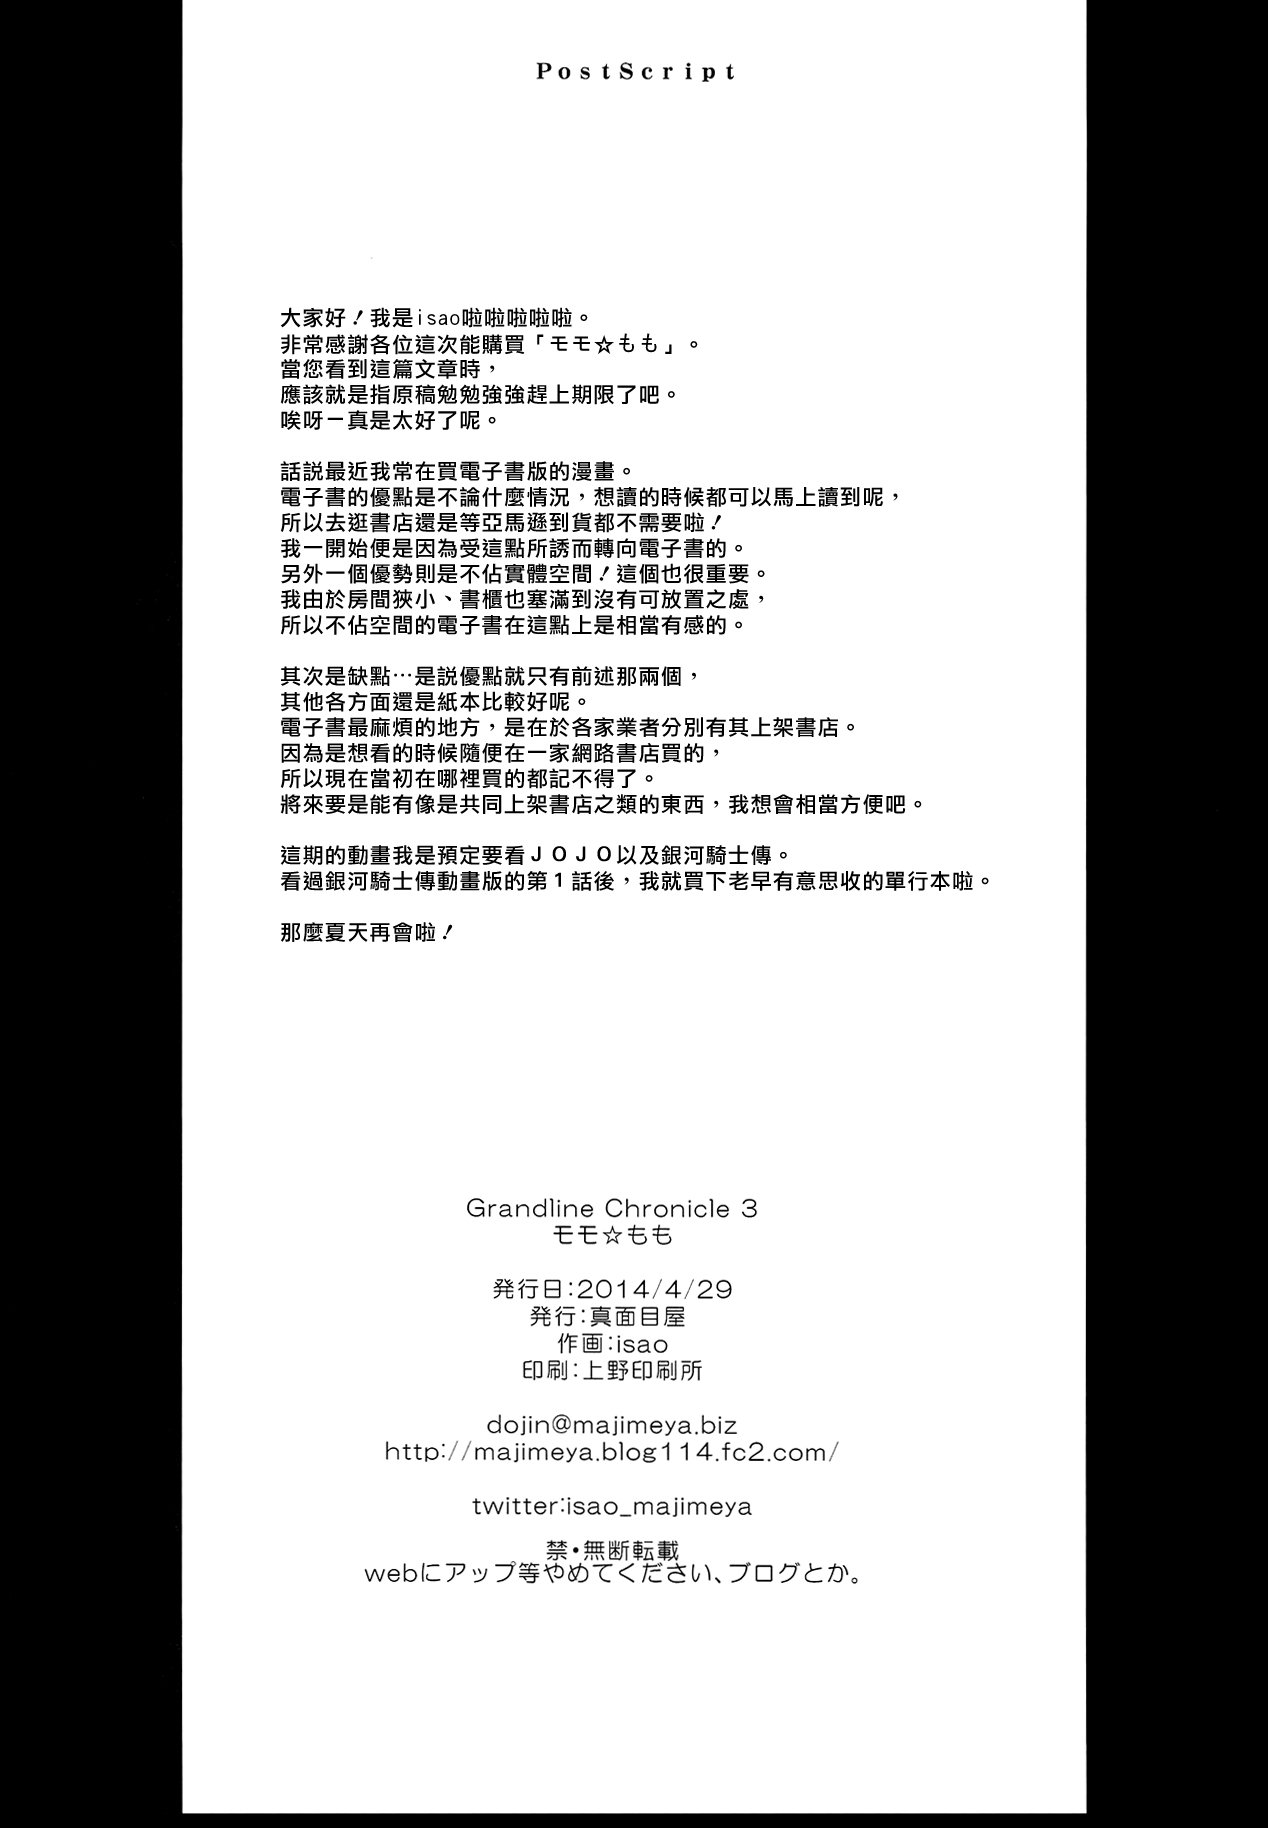 PostScript
大家好！我是isao啦啦啦啦啦。
非常感謝各位這次能購買「モモ☆もも」。
當您看到這篇文章時，
應該就是指原稿勉勉強強趕上期限了吧。
唉呀－真是太好了呢。
話說最近我常在買電子書版的漫畫。
電子書的優點是不論什麼情況，想讀的時候都可以馬上讀到呢，
所以去逛書店還是等亞馬遜到貨都不需要啦！
我一開始便是因為受這點所誘而轉向電子書的。
另外一個優勢則是不佔實體空間！這個也很重要。
我由於房間狹小、書櫃也塞滿到沒有可放置之處，
所以不佔空間的電子書在這點上是相當有感的。
其次是缺點…是說優點就只有前述那兩個，
其他各方面還是紙本比較好呢。
電子書最麻煩的地方，是在於各家業者分別有其上架書店。
因為是想看的時候隨便在一家網路書店買的，
所以現在當初在哪裡買的都記不得了。
將來要是能有像是共同上架書店之類的東西，我想會相當方便吧。
這期的動畫我是預定要看ＪＯＪＯ以及銀河騎士傳。
看過銀河騎士傳動畫版的第１話後，我就買下老早有意思收的單行本啦。
那麼夏天再會啦！
Grandline Chronicle 3
モモ☆もも
発行日:2014/4/29
発行:真面目屋
作画:isao
印刷:上野印刷所
dojin@majimeya.biz
http://majimeya.blog114.fc2.com/
twitter:isao_majimeya
禁・無断転載
webにアップ等やめてください、ブログとか。